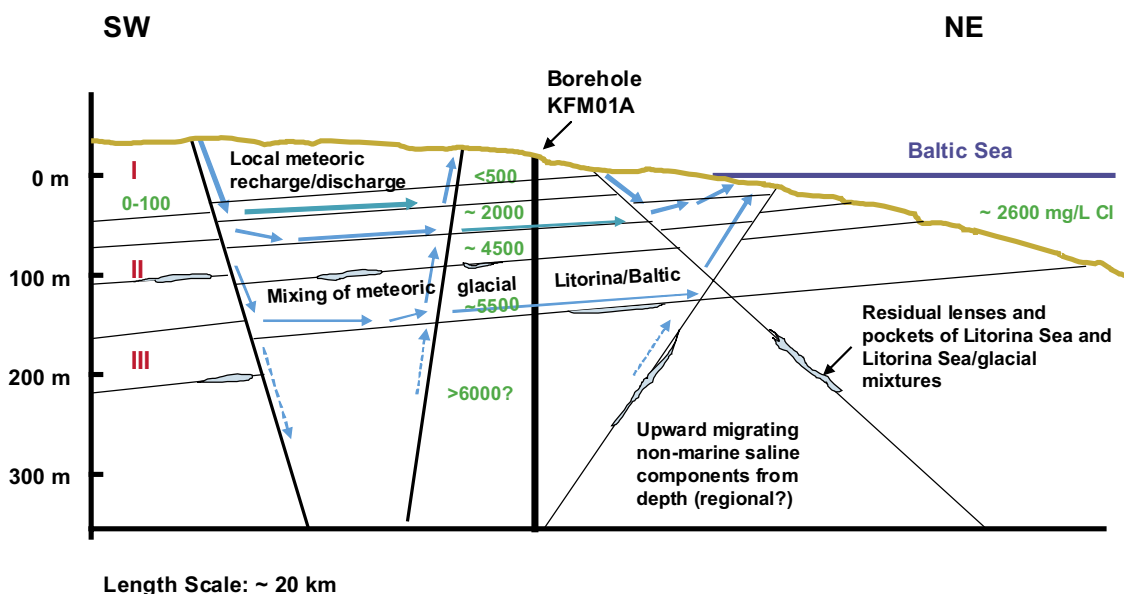 SW
NE
Borehole
KFM01A
Baltic Sea
Local meteoric
recharge/discharge
I
<500
0 m
0-100
~ 2000
~ 2600 mg/L Cl
~ 4500
II
100 m
Mixing of meteoric
glacial
Litorina/Baltic
~5500
Residual lenses and
pockets of Litorina Sea and
Litorina Sea/glacial
mixtures
III
200 m
>6000?
Upward migrating
non-marine saline
components from
depth (regional?)
300 m
Length Scale: ~ 20 km